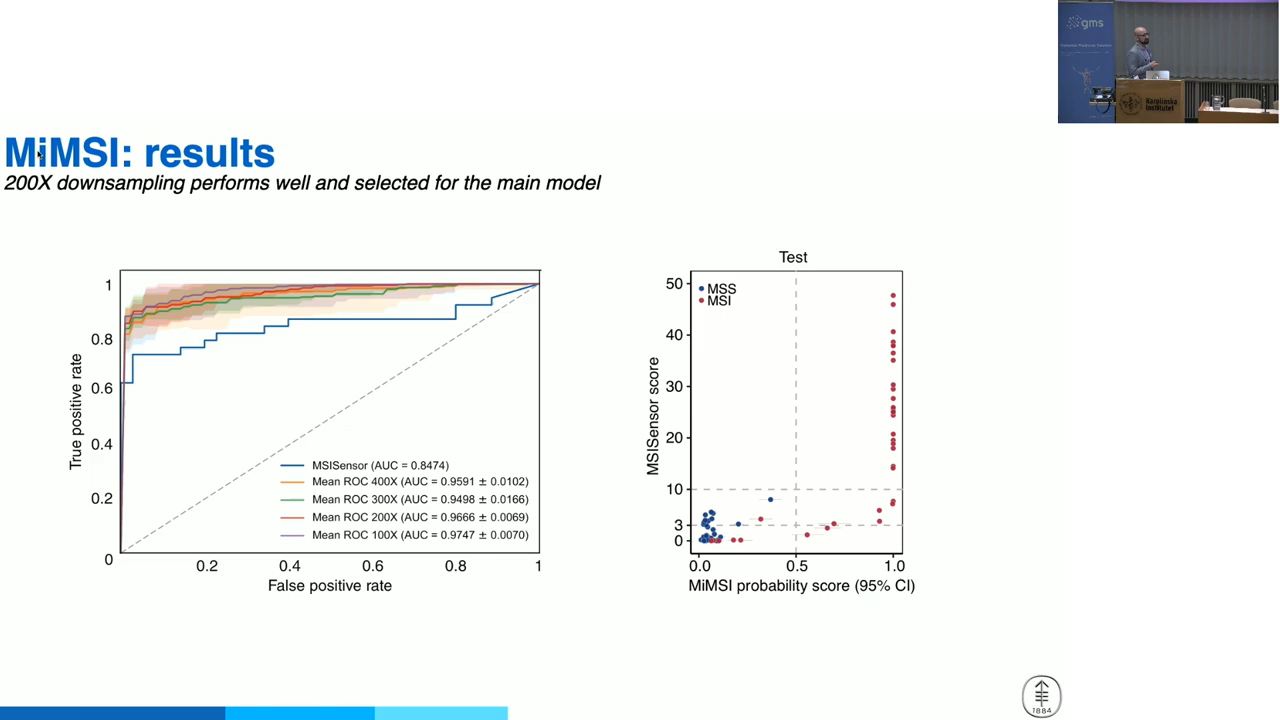 gms
Karolinska
Institutet
MiMSI: results
200X downsampling performs well and selected for the main model
1
0.8
0.6
0.4
0.2
0
True positive rate
MSISensor (AUC = 0.8474)
Mean ROC 400X (AUC = 0.9591 ± 0.0102)
Mean ROC 300X (AUC = 0.9498 ± 0.0166)
Mean ROC 200X (AUC = 0.9666 ± 0.0069)
Mean ROC 100X (AUC = 0.9747 ± 0.0070)
0.2 0.4 0.6 0.8 1
False positive rate
Test
MSS
MSI
50
40
30
20
10
3
0
MSISensor score
0.0 0.5 1.0
MiMSI probability score (95% CI)
1884